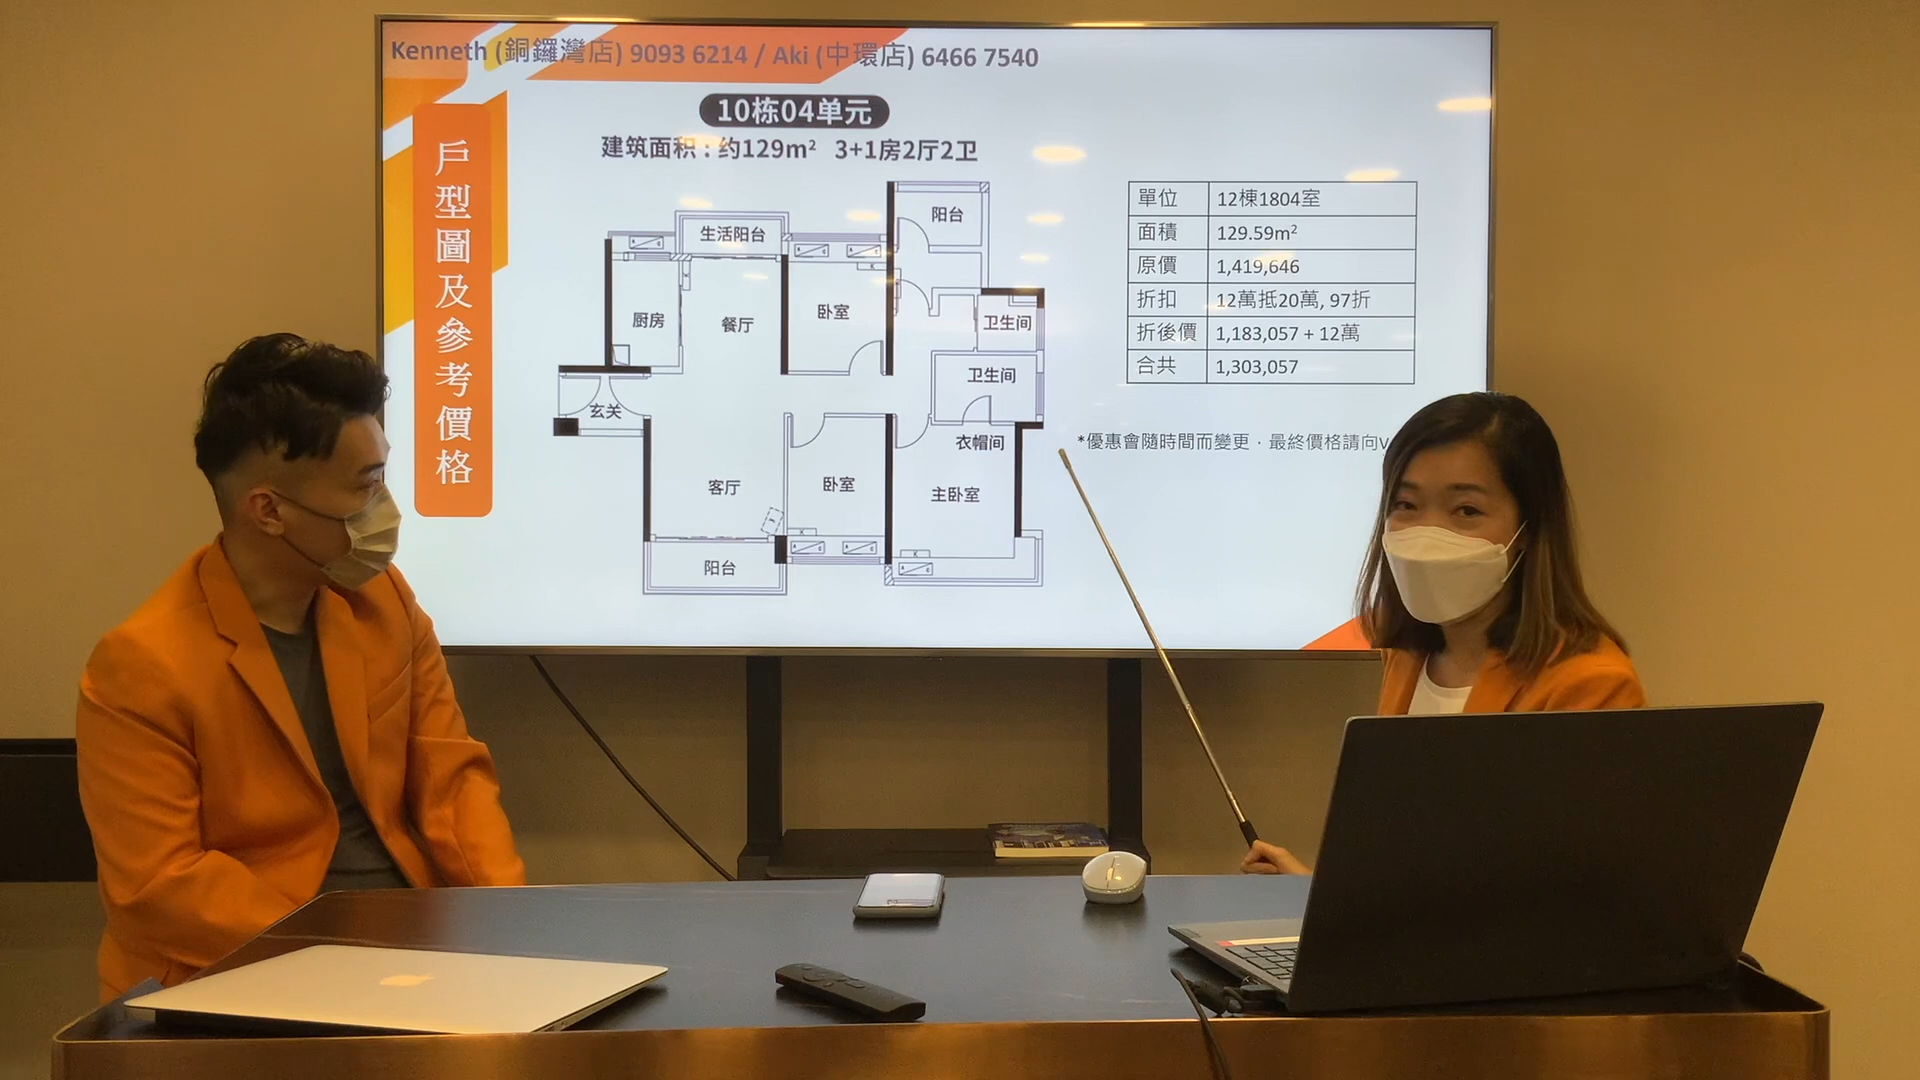 Kenneth (銅鑼灣店) 9093 6214 / Aki (中環店) 6466 7540
戶型圖及參考價格
10栋04单元
建筑面积：约129m² 3+1房2厅2卫
阳台
生活阳台
厨房
餐厅
卧室
卫生间
卫生间
玄关
衣帽间
客厅
卧室
主卧室
阳台
單位 12棟1804室
面積 129.59m²
原價 1,419,646
折扣 12萬抵20萬, 97折
折後價 1,183,057 + 12萬
合共 1,303,057
*優惠會隨時間而變更，最終價格請向